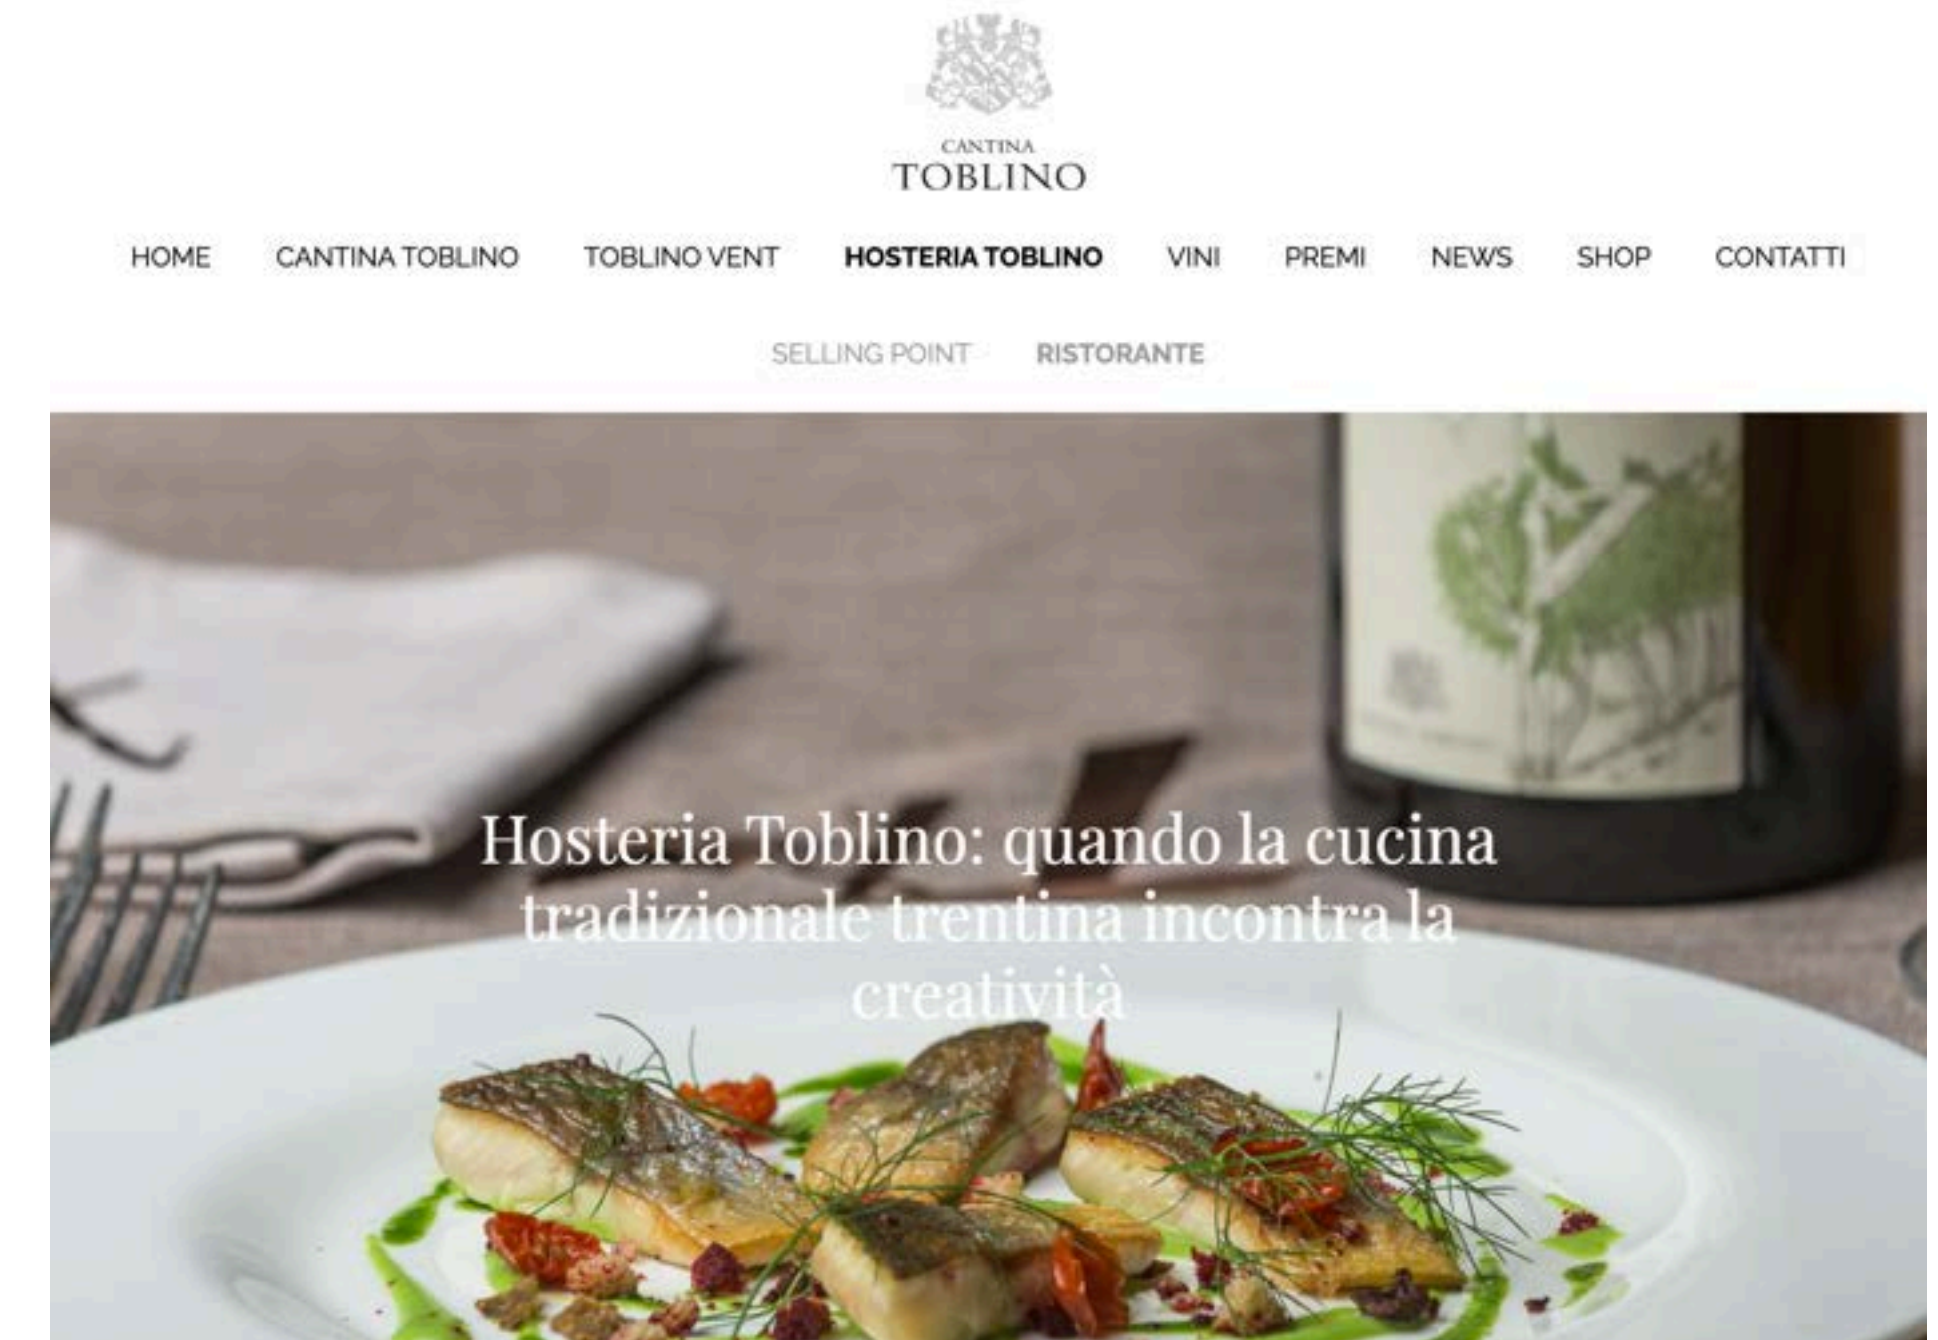 CANTINA
TOBLINO
HOME CANTINA TOBLINO TOBLINO VENT HOSTERIA TOBLINO VINI PREMI NEWS SHOP CONTATTI
SELLING POINT RISTORANTE
Hosteria Toblino: quando la cucina
tradizionale trentina incontra la
creatività